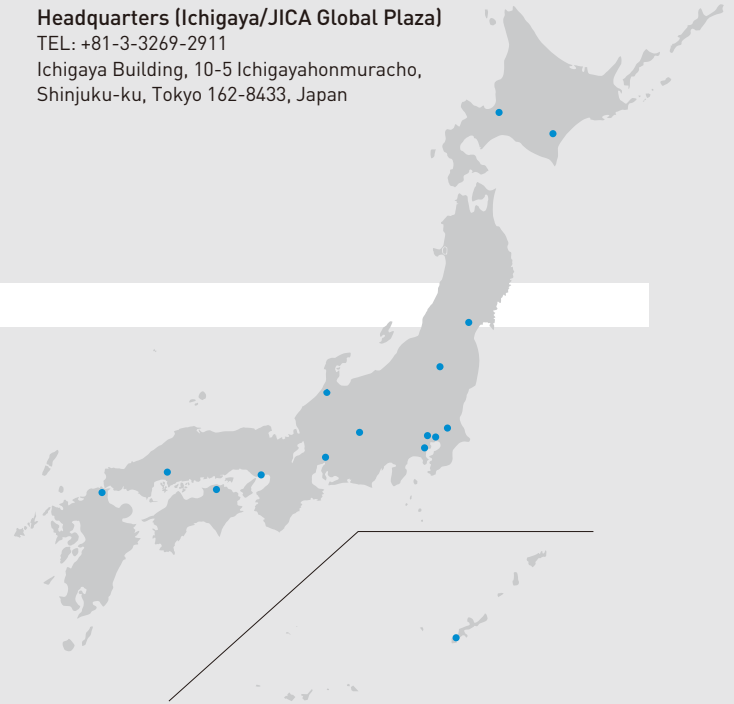 Headquarters (Ichigaya/JICA Global Plaza)
TEL: +81-3-3269-2911
Ichigaya Building, 10-5 Ichigayahonmuracho,
Shinjuku-ku, Tokyo 162-8433, Japan